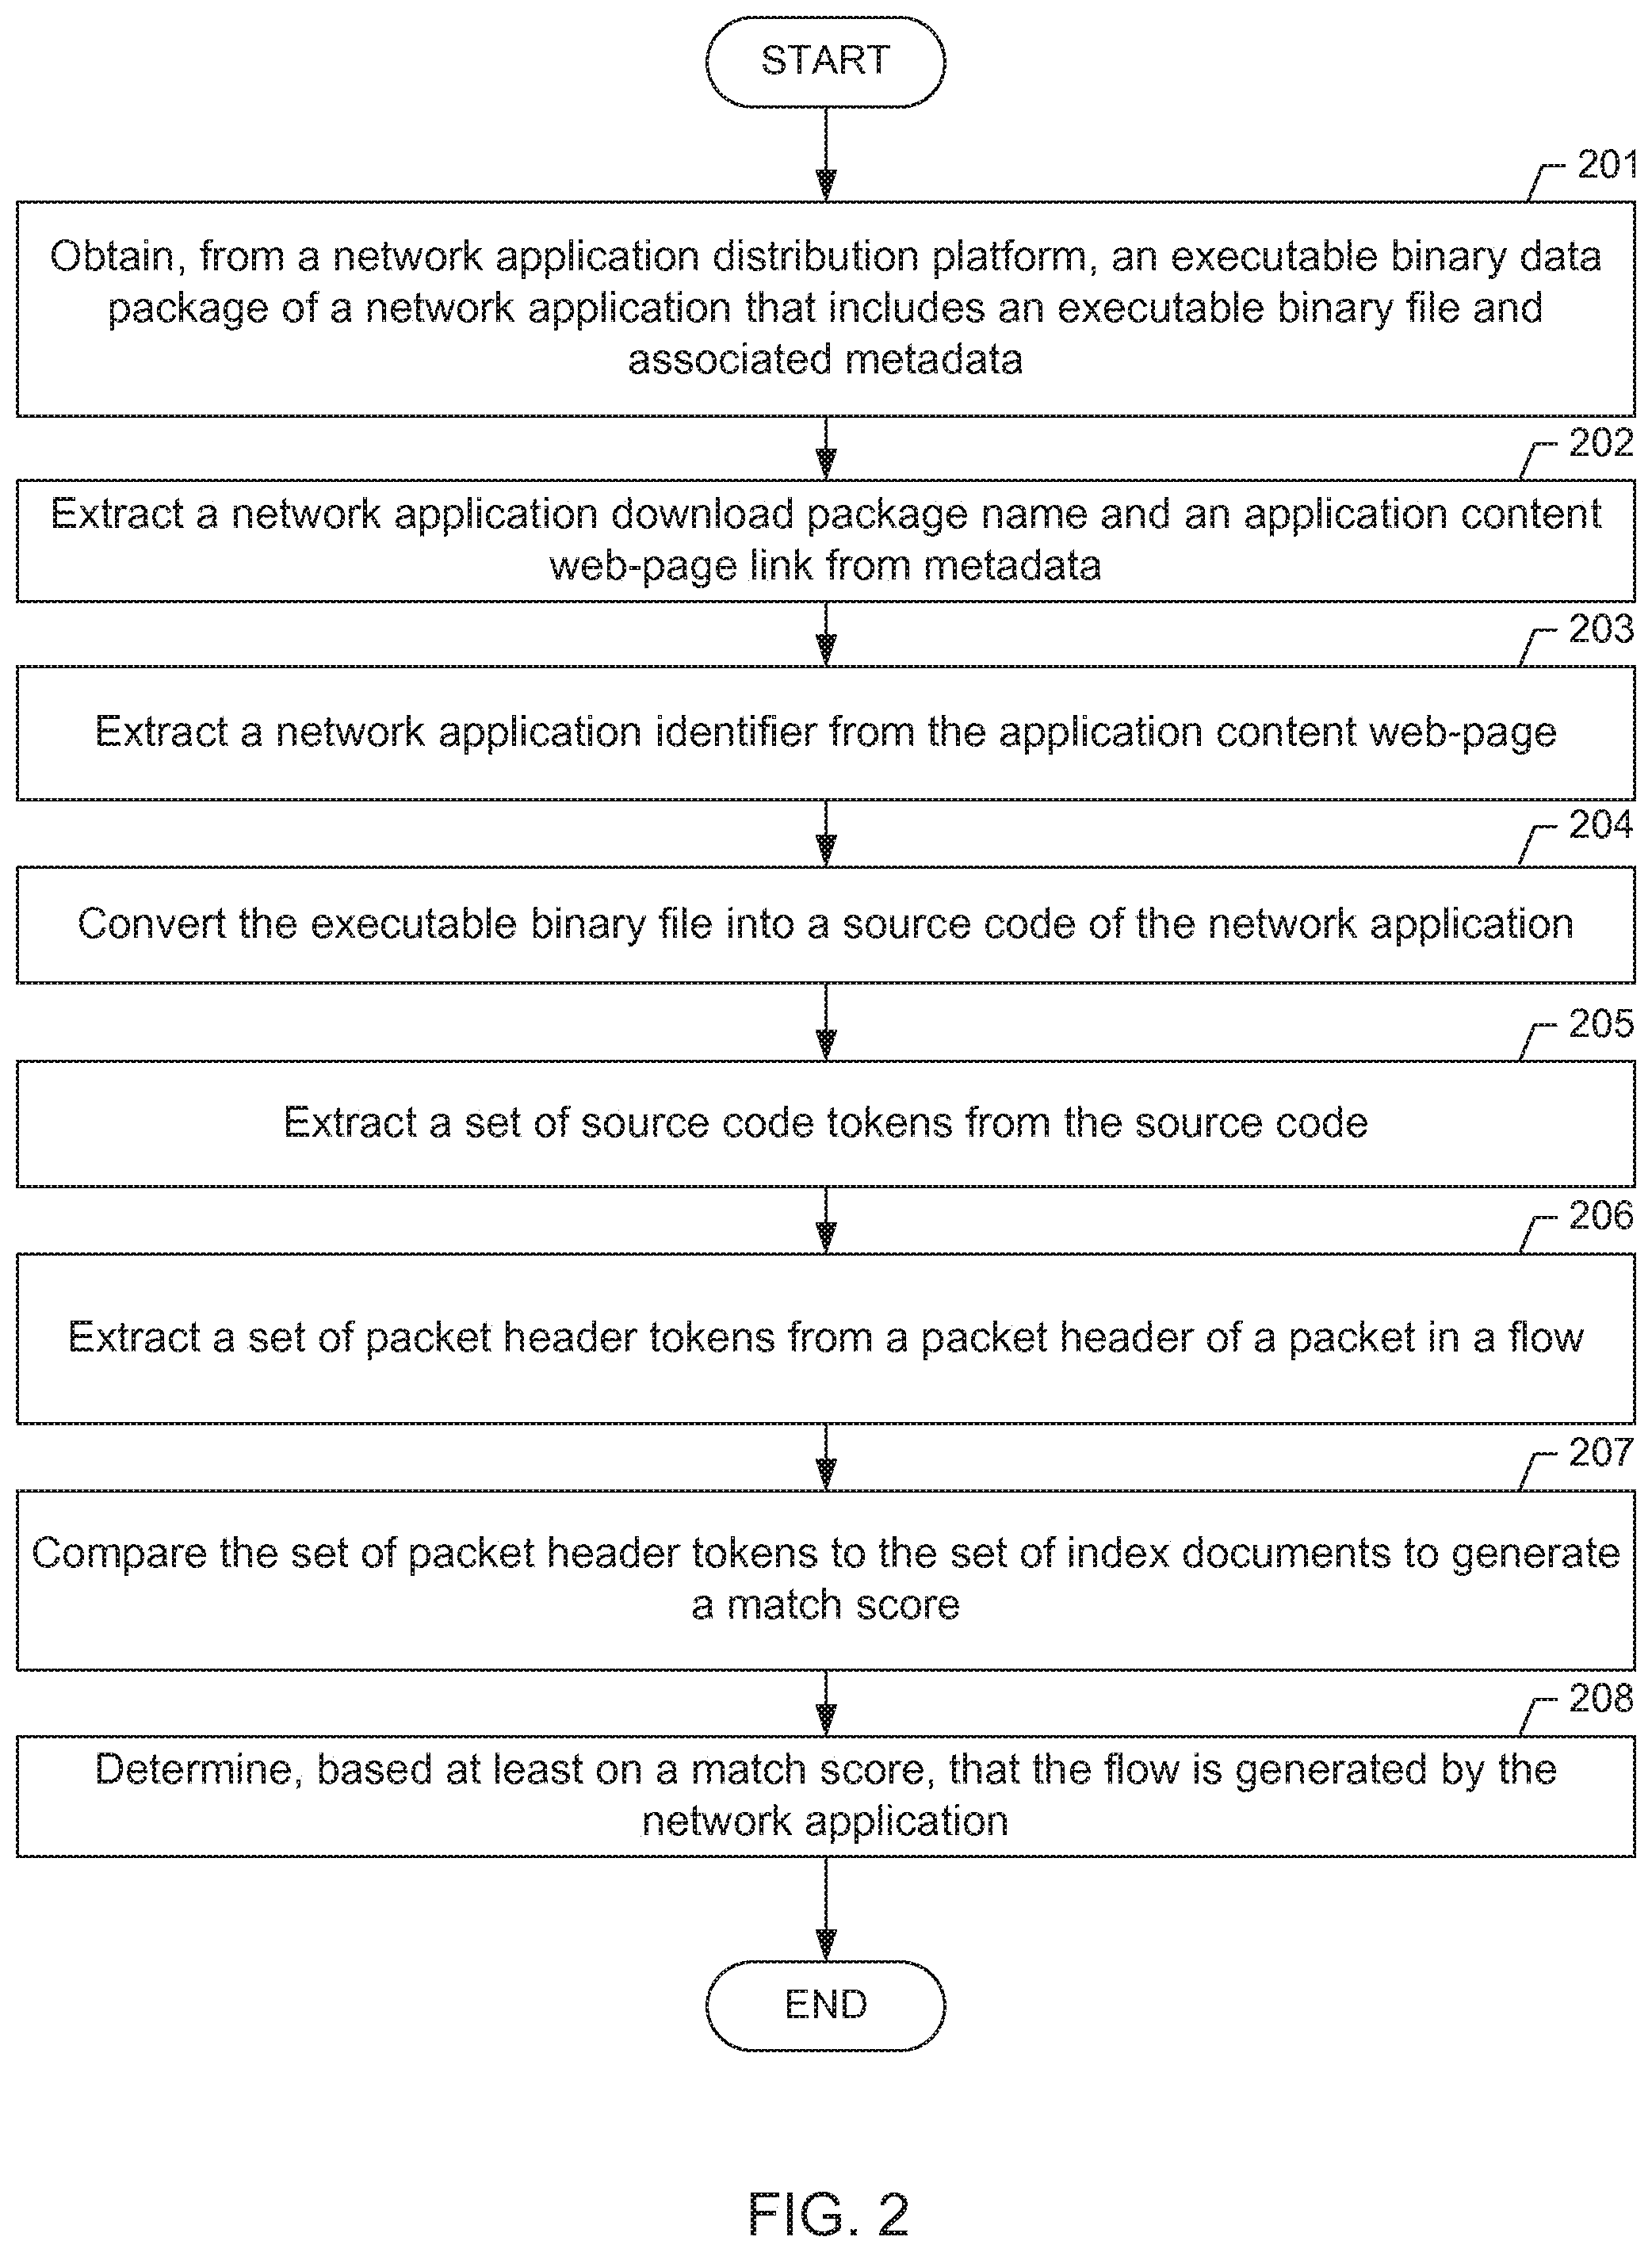 START
201
Obtain, from a network application distribution platform, an executable binary data
package of a network application that includes an executable binary file and
associated metadata
202
Extract a network application download package name and an application content
web-page link from metadata
203
Extract a network application identifier from the application content web-page
204
Convert the executable binary file into a source code of the network application
205
Extract a set of source code tokens from the source code
206
Extract a set of packet header tokens from a packet header of a packet in a flow
207
Compare the set of packet header tokens to the set of index documents to generate
a match score
208
Determine, based at least on a match score, that the flow is generated by the
network application
END
FIG. 2